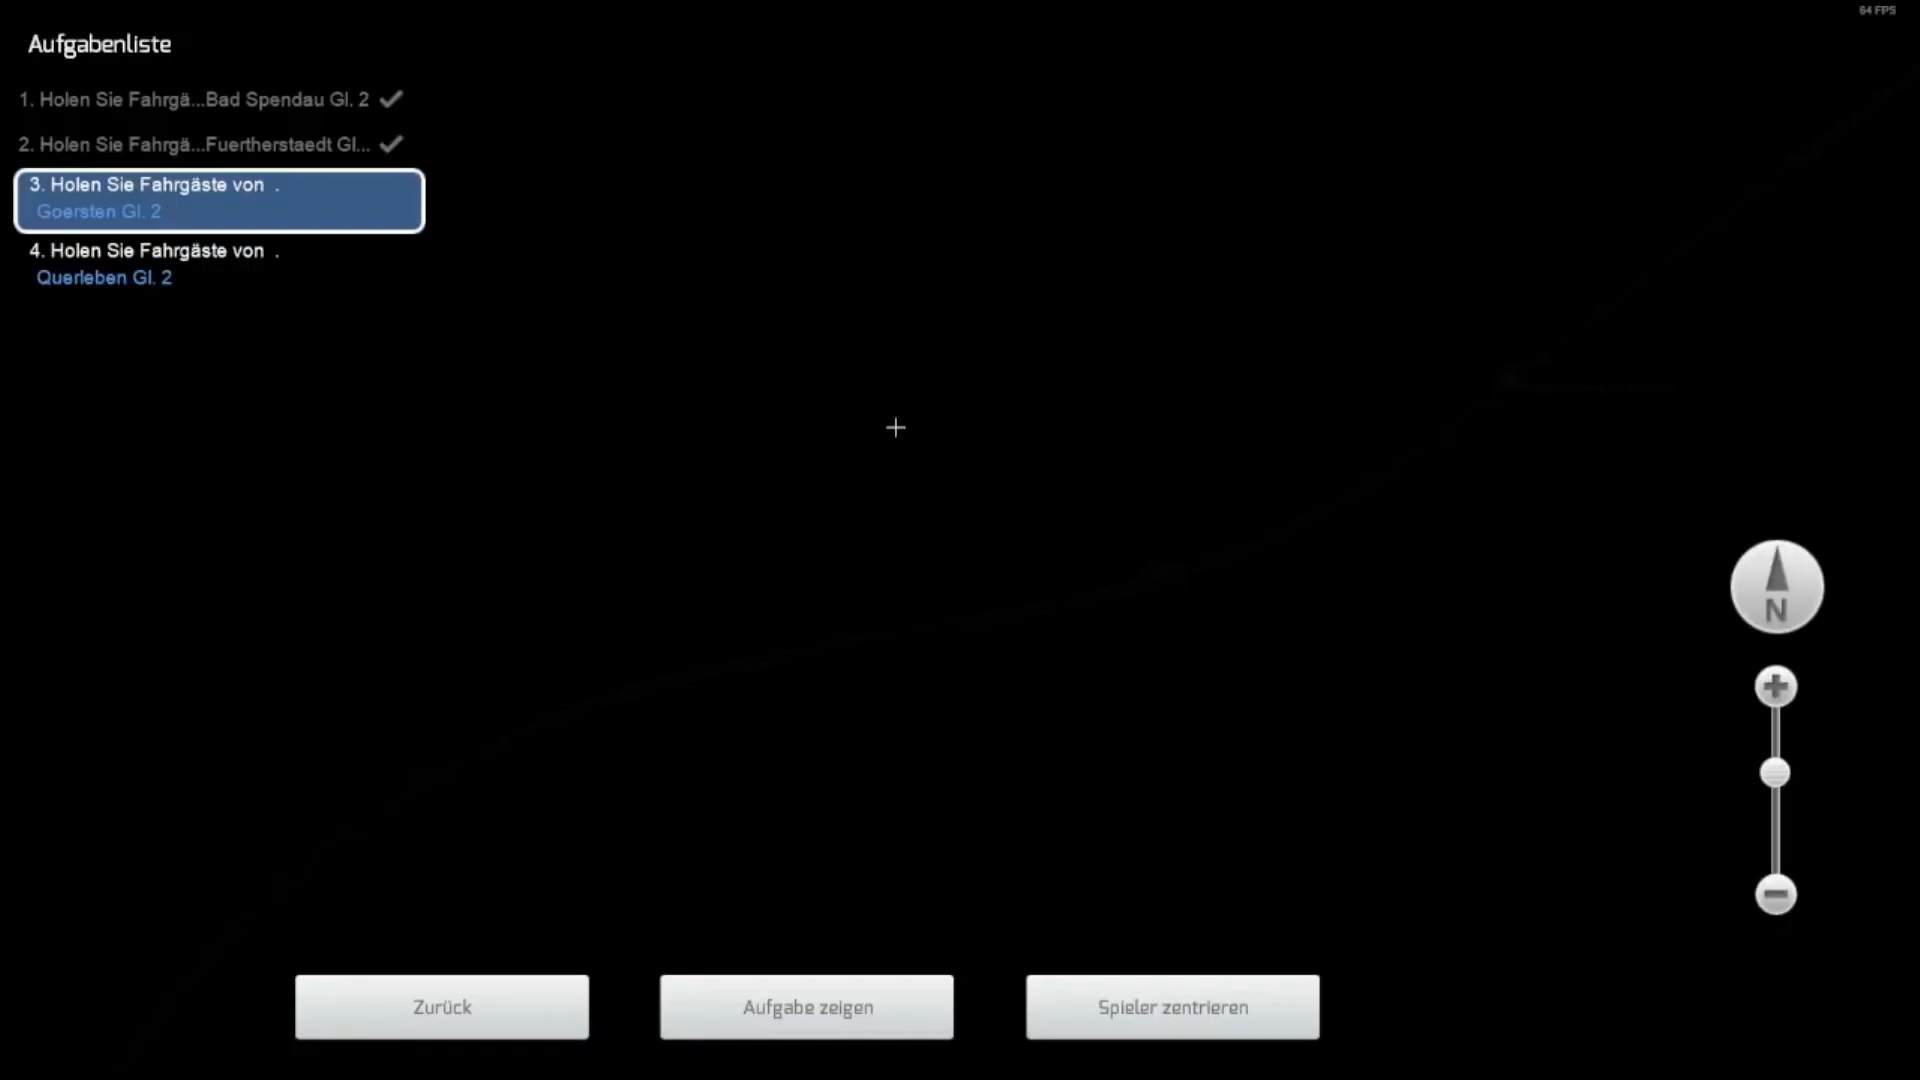 64 FPS
Aufgabenliste
1. Holen Sie Fahrgä...Bad Spendau Gl. 2
2. Holen Sie Fahrgä...Fuertherstaedt Gl...
3. Holen Sie Fahrgäste von .
Goersten Gl. 2
4. Holen Sie Fahrgäste von .
Querleben Gl. 2
N
Zurück
Aufgabe zeigen
Spieler zentrieren